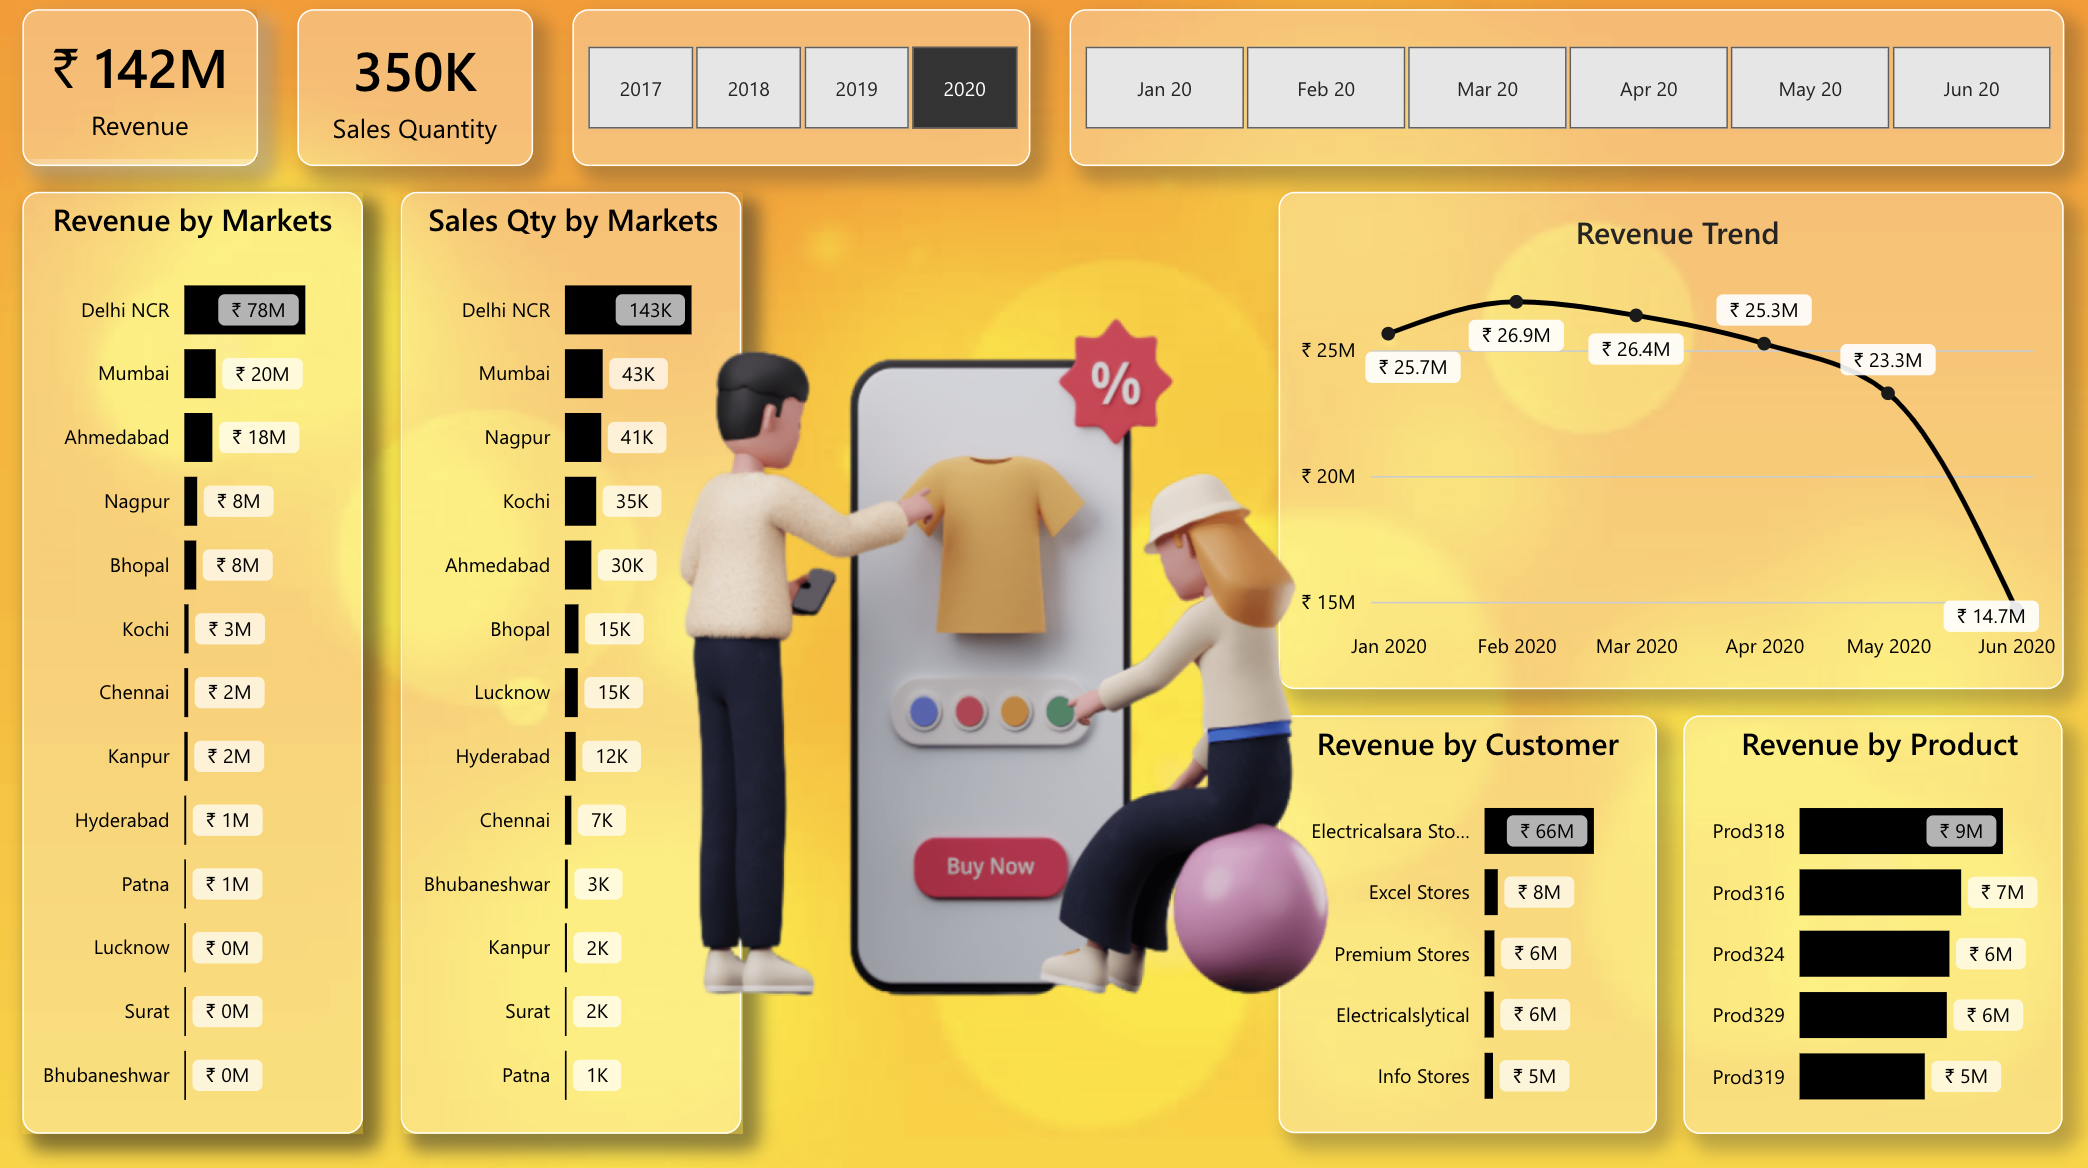 ₹ 142M
Revenue
350K
Sales Quantity
2017 2018 2019 2020
Jan 20 Feb 20 Mar 20 Apr 20 May 20 Jun 20
Revenue by Markets
Delhi NCR ₹ 78M
Mumbai ₹ 20M
Ahmedabad ₹ 18M
Nagpur ₹ 8M
Bhopal ₹ 8M
Kochi ₹ 3M
Chennai ₹ 2M
Kanpur ₹ 2M
Hyderabad ₹ 1M
Patna ₹ 1M
Lucknow ₹ 0M
Surat ₹ 0M
Bhubaneshwar ₹ 0M
Sales Qty by Markets
Delhi NCR 143K
Mumbai 43K
Nagpur 41K
Kochi 35K
Ahmedabad 30K
Bhopal 15K
Lucknow 15K
Hyderabad 12K
Chennai 7K
Bhubaneshwar 3K
Kanpur 2K
Surat 2K
Patna 1K
%
Buy Now
Revenue Trend
₹ 25M
₹ 20M
₹ 15M
₹ 25.7M
₹ 26.9M
₹ 26.4M
₹ 25.3M
₹ 23.3M
₹ 14.7M
Jan 2020 Feb 2020 Mar 2020 Apr 2020 May 2020 Jun 2020
Revenue by Customer
Electricalsara Sto... ₹ 66M
Excel Stores ₹ 8M
Premium Stores ₹ 6M
Electricalslytical ₹ 6M
Info Stores ₹ 5M
Revenue by Product
Prod318 ₹ 9M
Prod316 ₹ 7M
Prod324 ₹ 6M
Prod329 ₹ 6M
Prod319 ₹ 5M